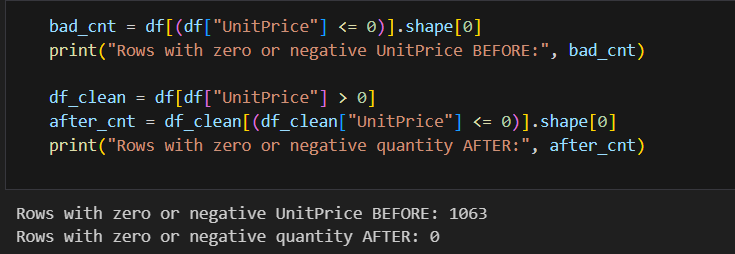 bad_cnt = df[(df["UnitPrice"] <= 0)].shape[0]
print("Rows with zero or negative UnitPrice BEFORE:", bad_cnt)
df_clean = df[df["UnitPrice"] > 0]
after_cnt = df_clean[(df_clean["UnitPrice"] <= 0)].shape[0]
print("Rows with zero or negative quantity AFTER:", after_cnt)
Rows with zero or negative UnitPrice BEFORE: 1063
Rows with zero or negative quantity AFTER: 0